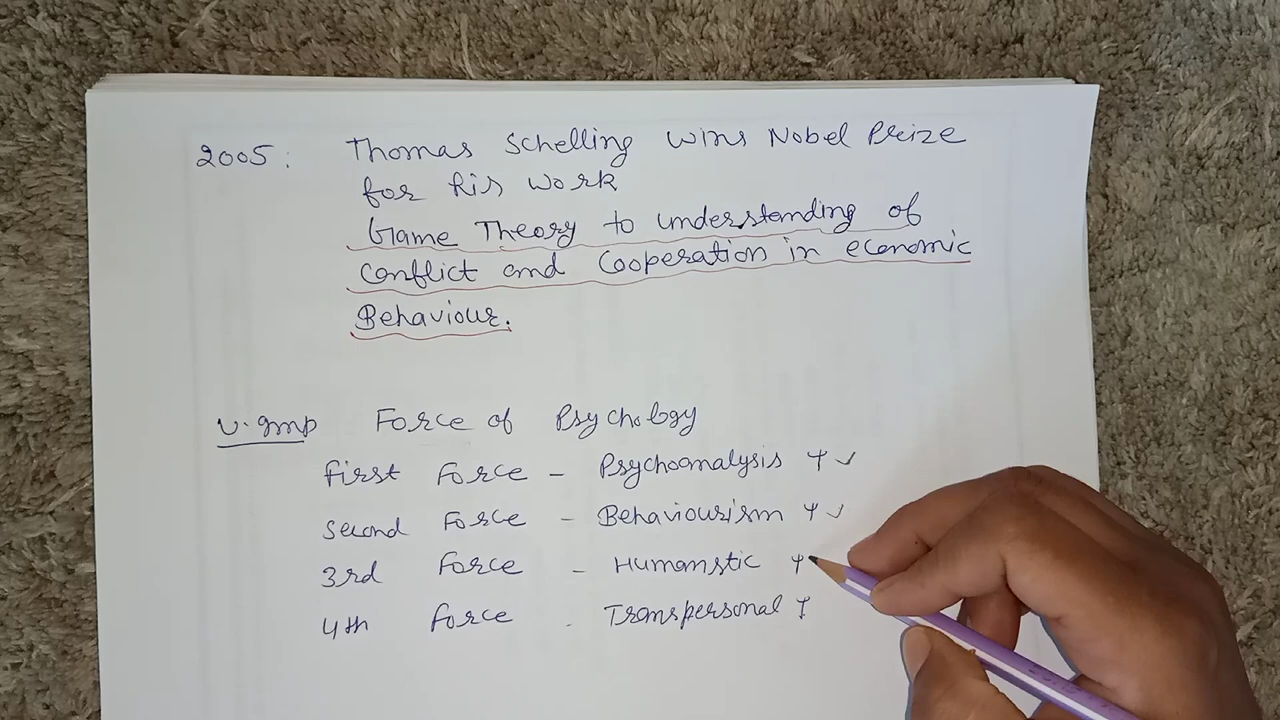 2005: Thomas Schelling wins Nobel Prize
for his work
Game Theory to understanding of
Conflict and Cooperation in economic
Behaviour.
V. Imp Force of Psychology
First Force - Psychoanalysis ψ ✓
Second Force - Behaviourism ψ ✓
3rd Force - Humanstic ψ
4th Force - Transpersonal ψ